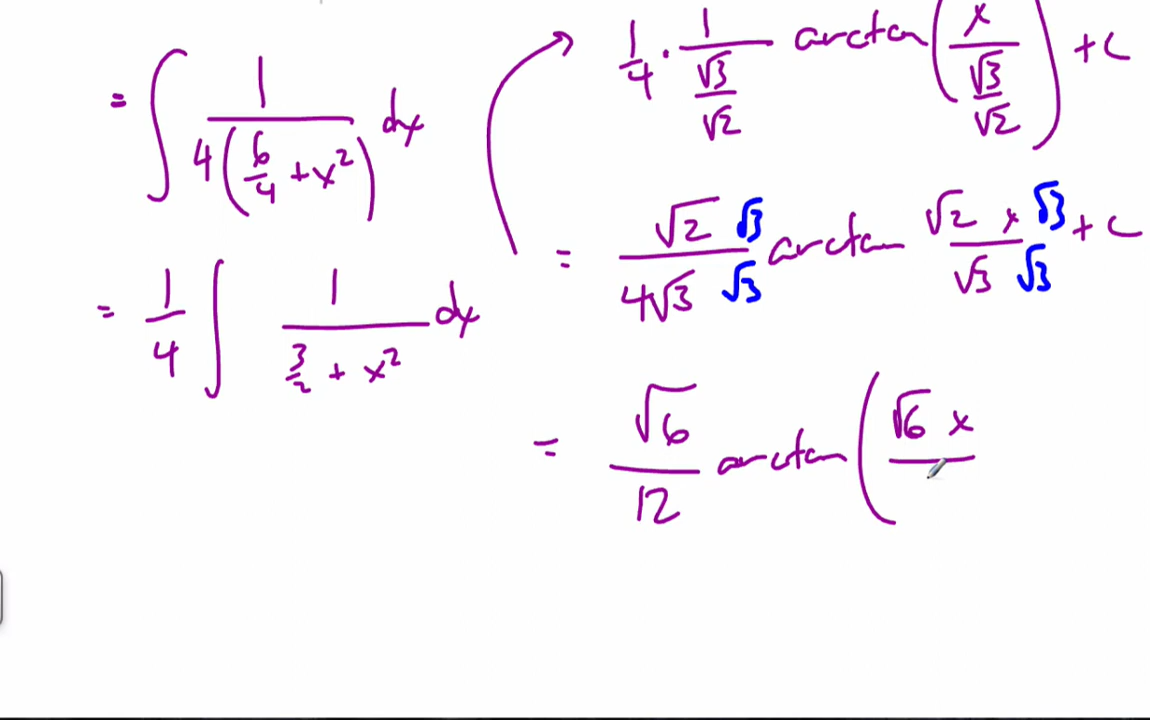 = ∫ 1/(4(6/4 + x²)) dx
= 1/4 ∫ 1/(3/2 + x²) dx
1/4 · 1/(√3/√2) arctan(x/(√3/√2)) + c
= (√2 √3)/(4√3 √3) arctan (√2 x √3)/(√3 √3) + c
= √6/12 arctan( √6 x